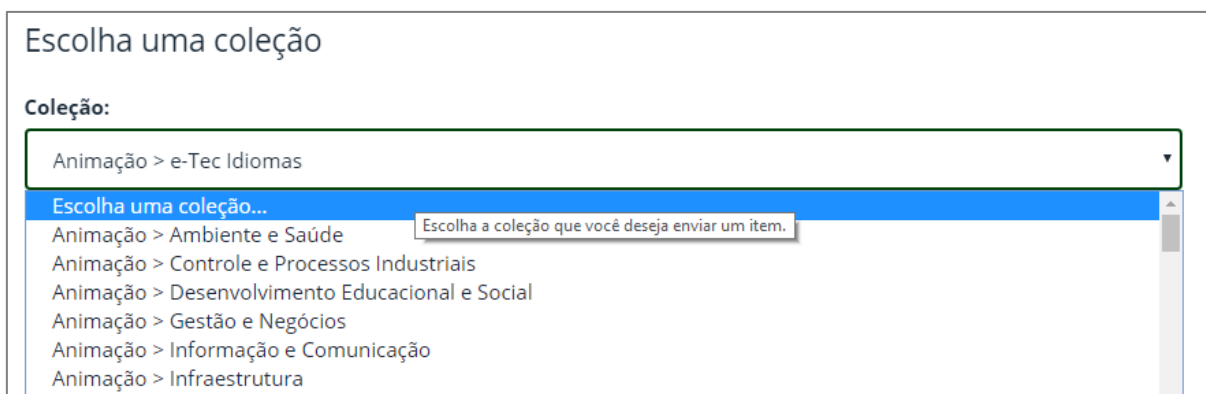 Escolha uma coleção
Coleção:
Animação > e-Tec Idiomas
Escolha uma coleção...
Escolha a coleção que você deseja enviar um item.
Animação > Ambiente e Saúde
Animação > Controle e Processos Industriais
Animação > Desenvolvimento Educacional e Social
Animação > Gestão e Negócios
Animação > Informação e Comunicação
Animação > Infraestrutura